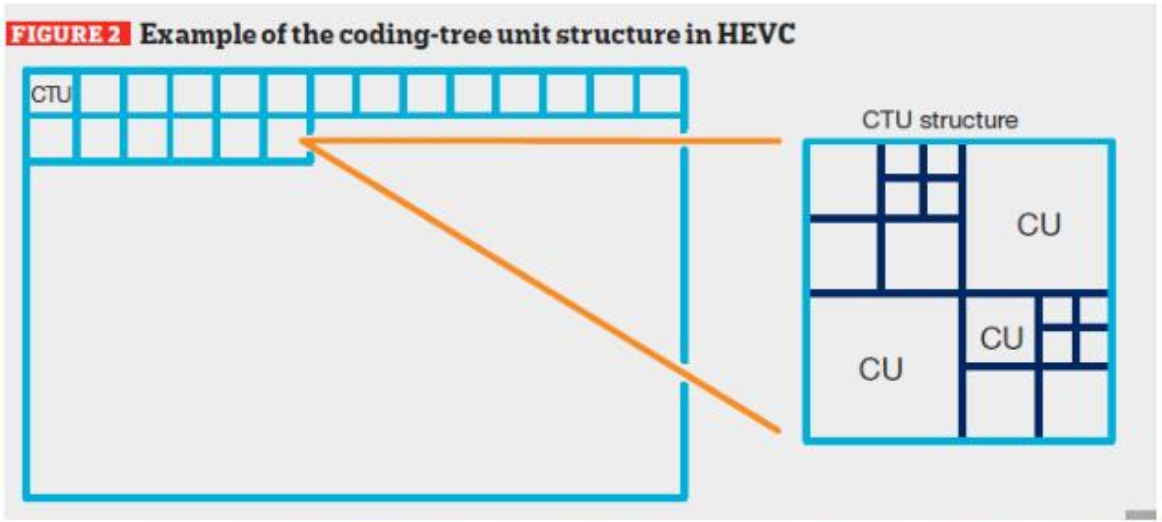 FIGURE 2 Example of the coding-tree unit structure in HEVC
CTU
CTU structure
CU
CU
CU